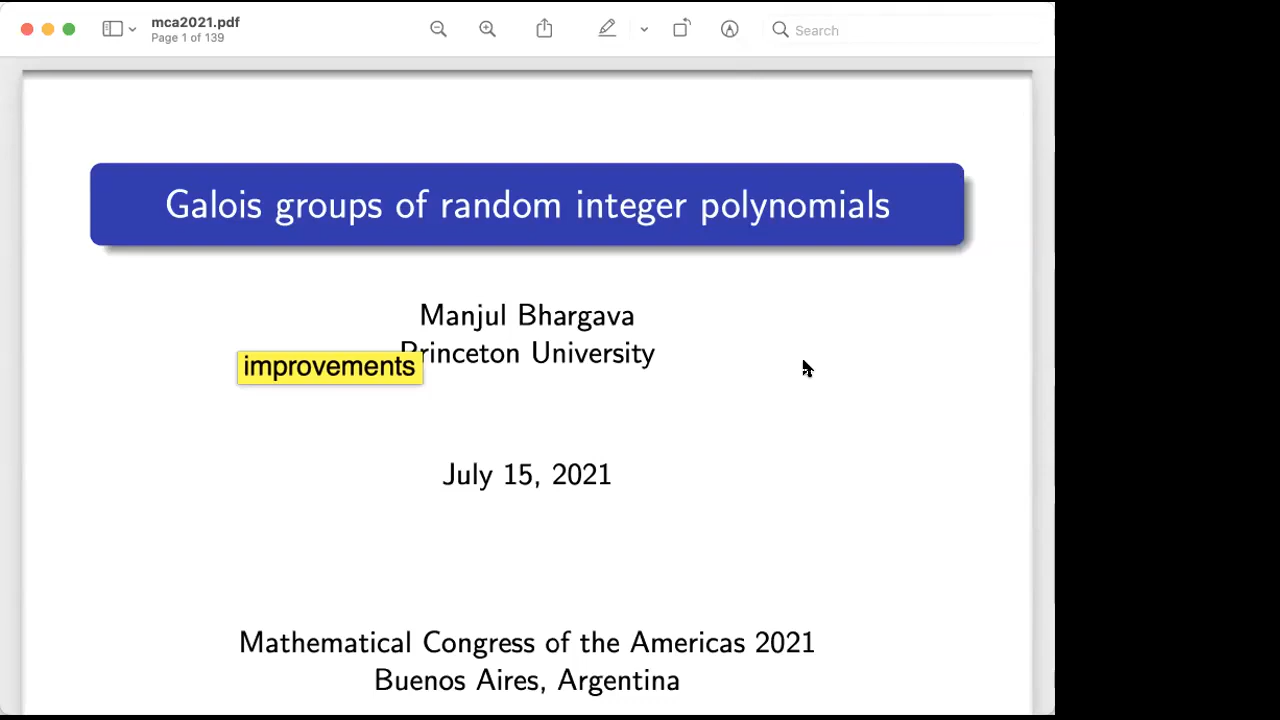 mca2021.pdf
Page 1 of 139
Search
Galois groups of random integer polynomials
Manjul Bhargava
Princeton University
improvements
July 15, 2021
Mathematical Congress of the Americas 2021
Buenos Aires, Argentina